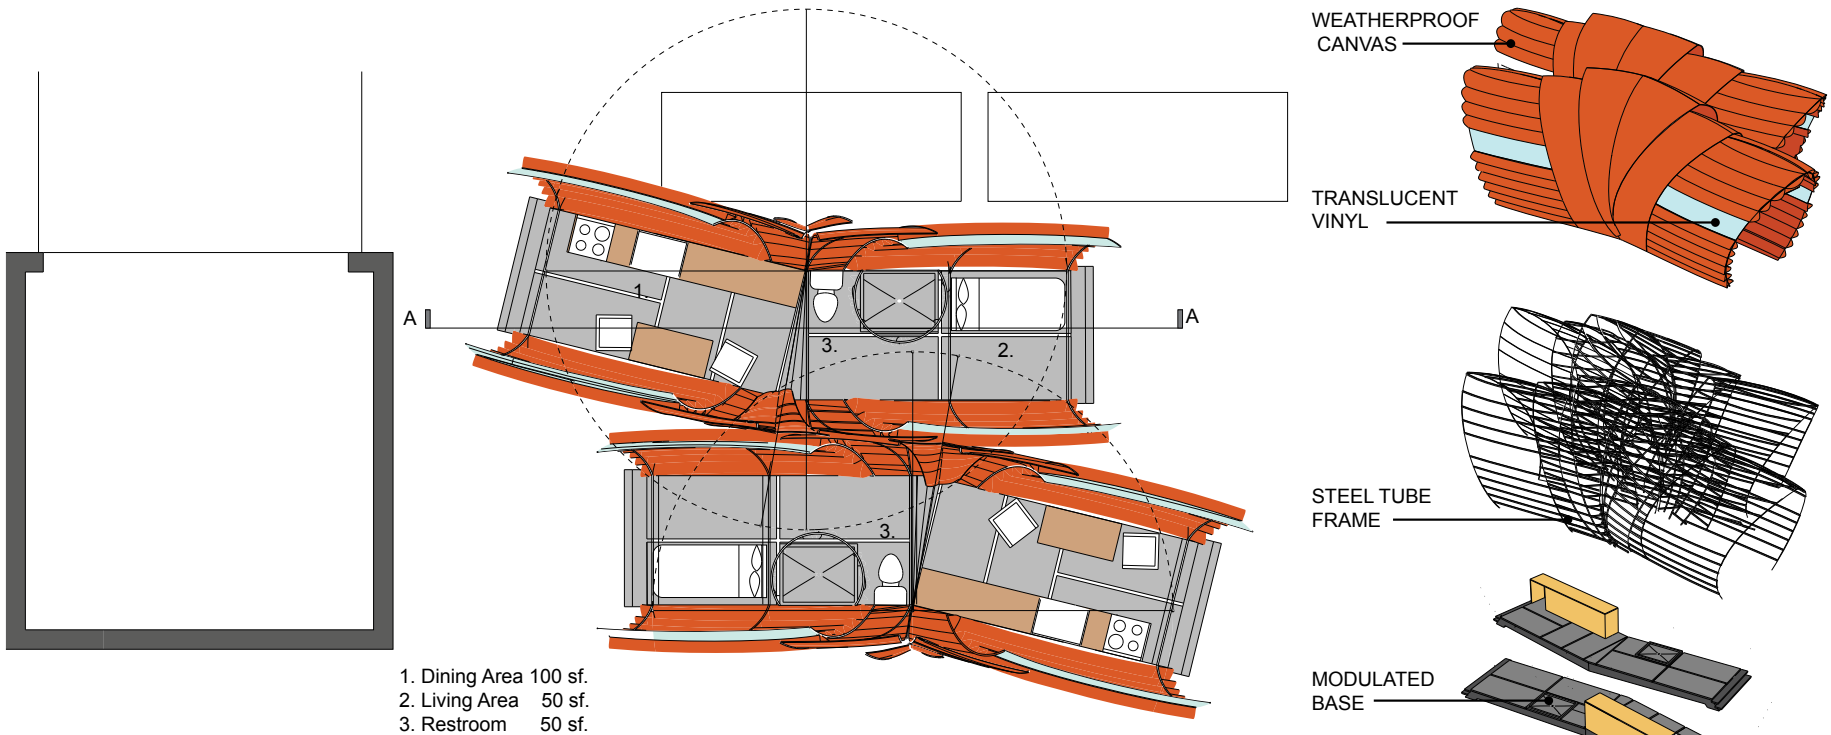 WEATHERPROOF
CANVAS
TRANSLUCENT
VINYL
1.
A
A
3.
2.
STEEL TUBE
FRAME
3.
1. Dining Area 100 sf.
2. Living Area 50 sf.
3. Restroom 50 sf.
MODULATED
BASE